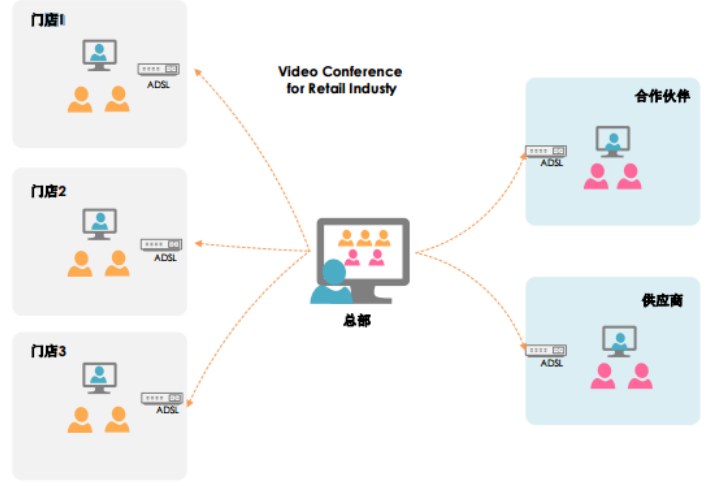 门店1
ADSL
门店2
ADSL
门店3
ADSL
Video Conference
for Retail Industy
总部
合作伙伴
ADSL
供应商
ADSL